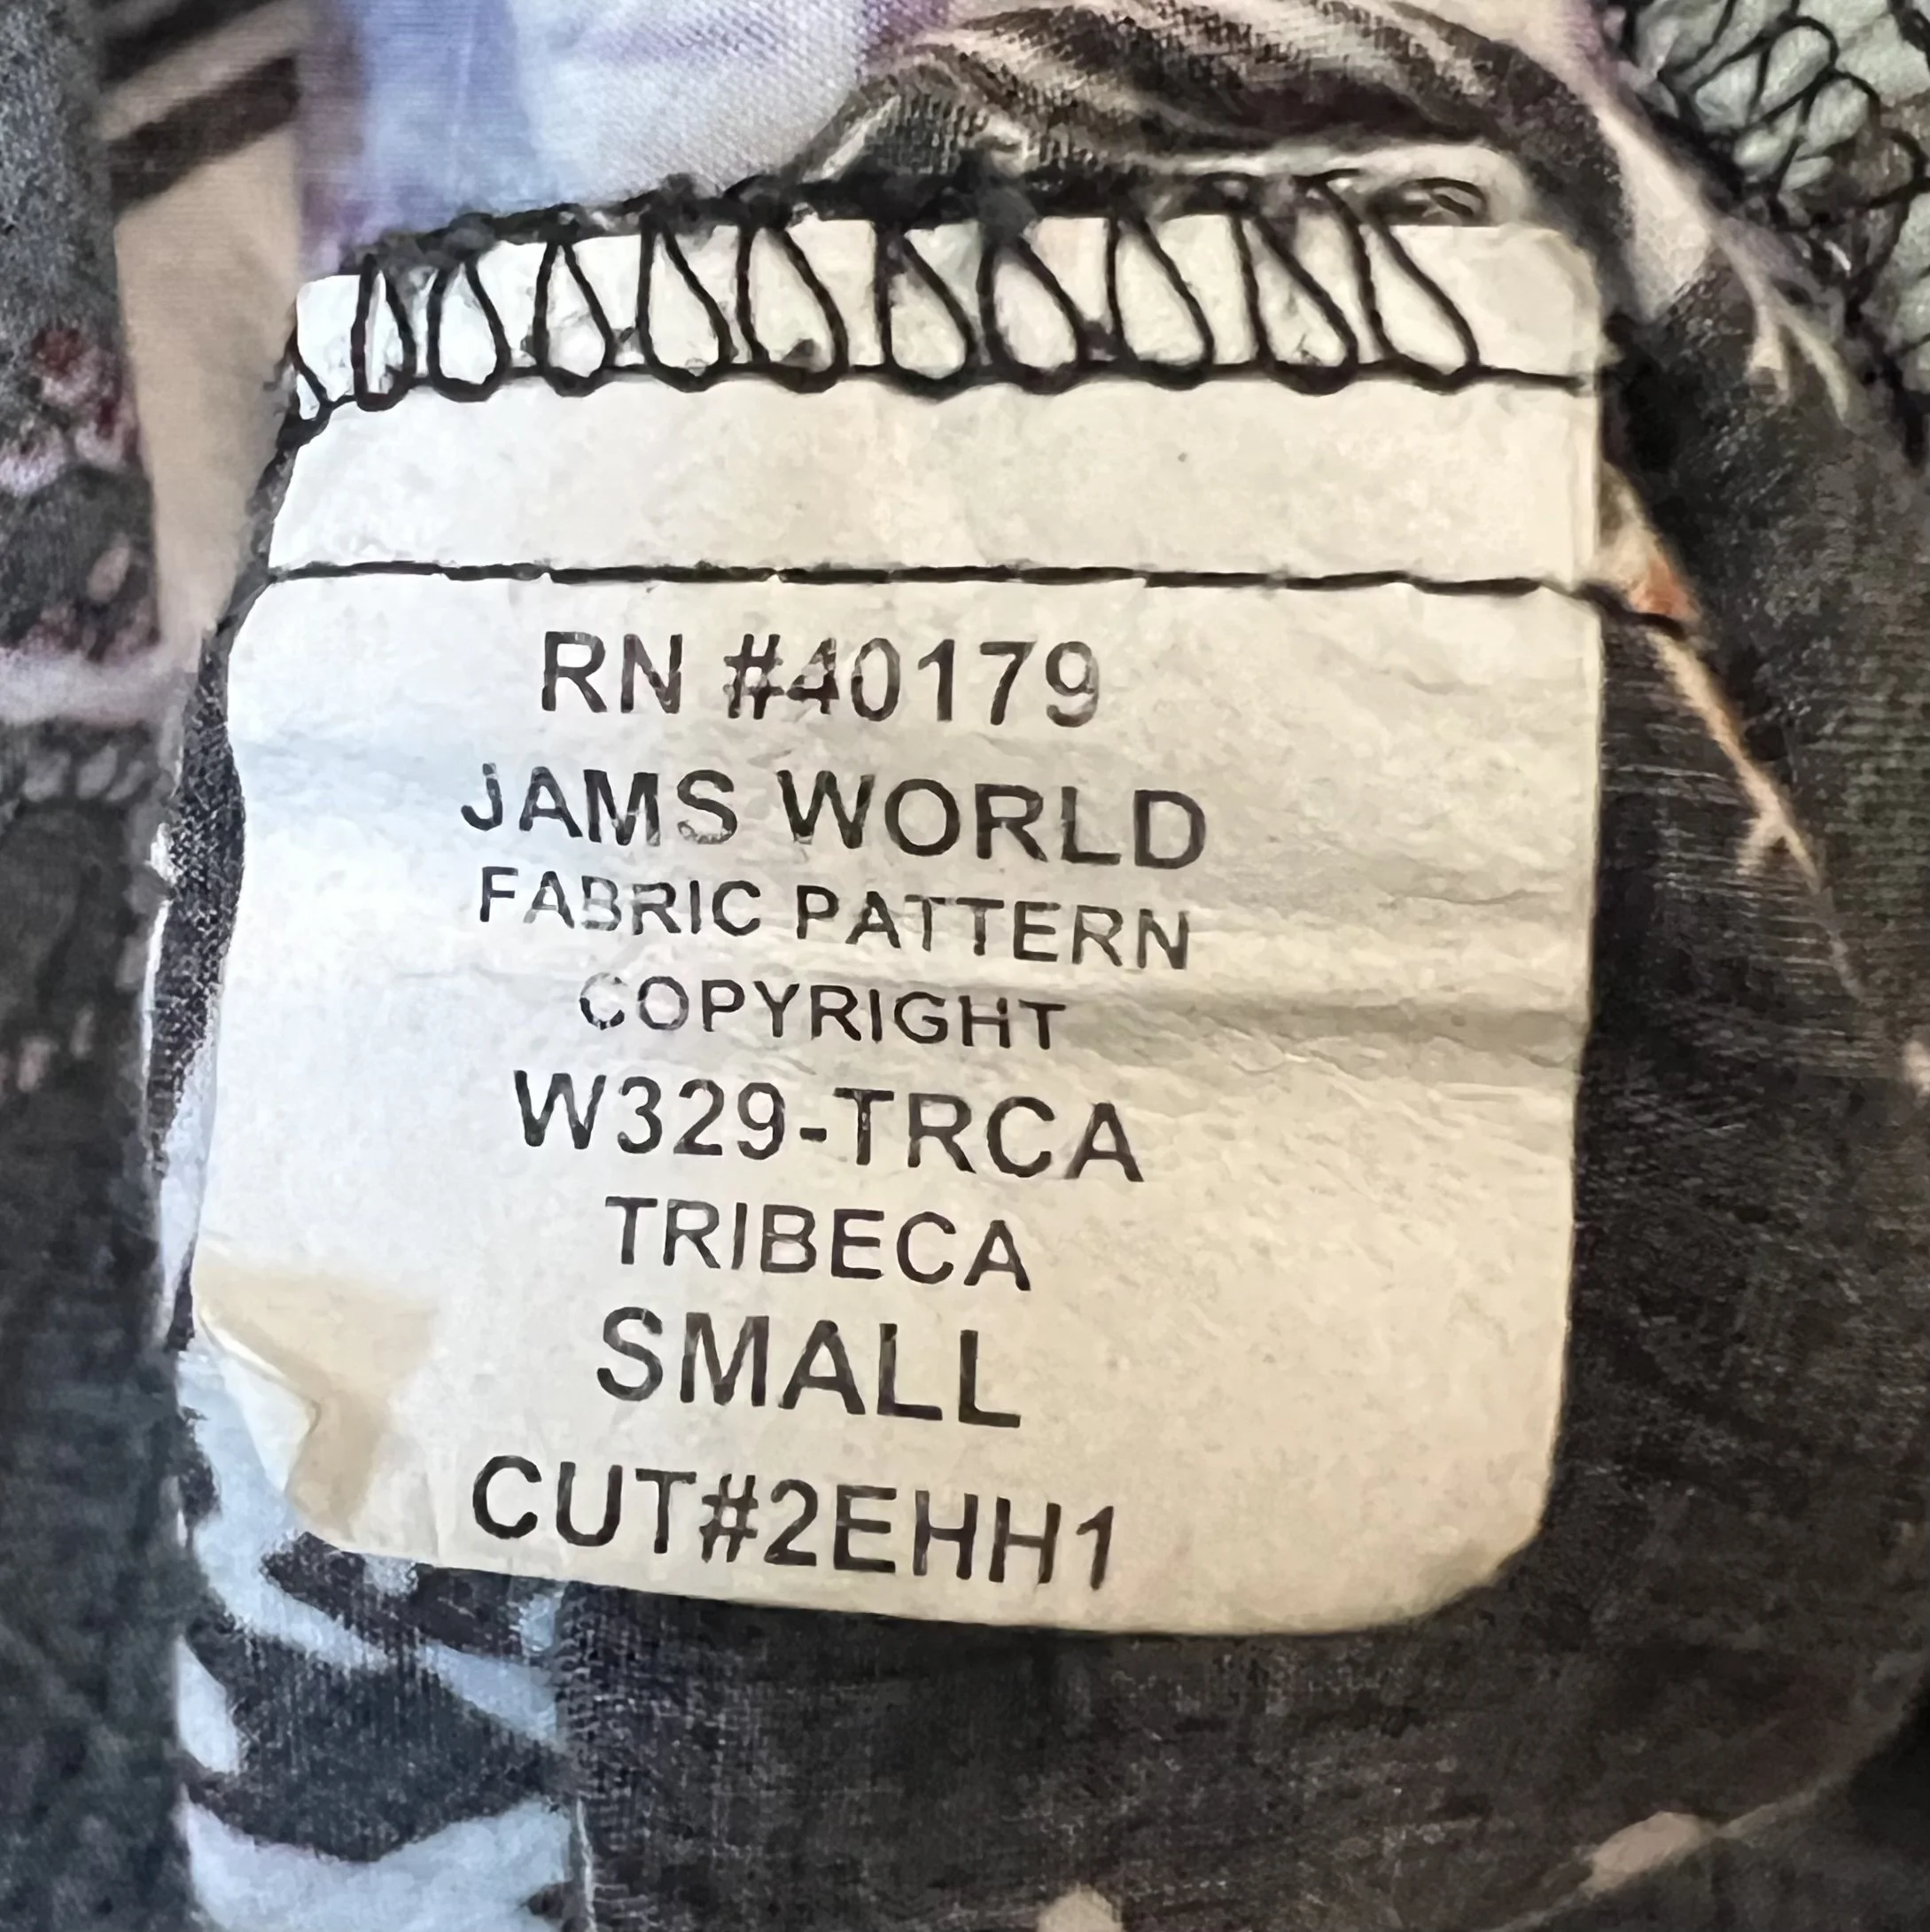 RN #40179
JAMS WORLD
FABRIC PATTERN
COPYRIGHT
W329-TRCA
TRIBECA
SMALL
CUT#2EHH1